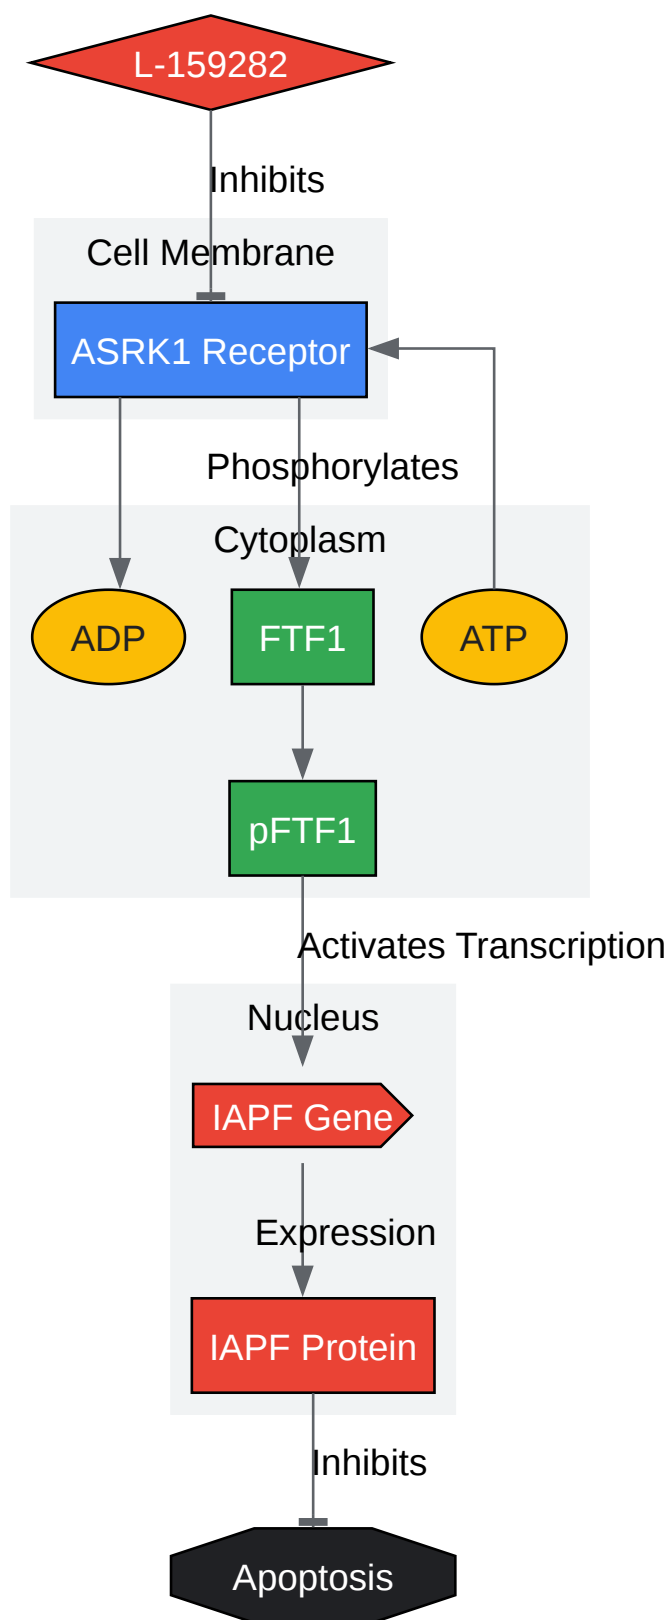 L-159282
Inhibits
Cell Membrane
ASRK1 Receptor
Phosphorylates
Cytoplasm
ADP
FTF1
ATP
pFTF1
Activates Transcription
Nucleus
IAPF Gene
Expression
IAPF Protein
Inhibits
Apoptosis